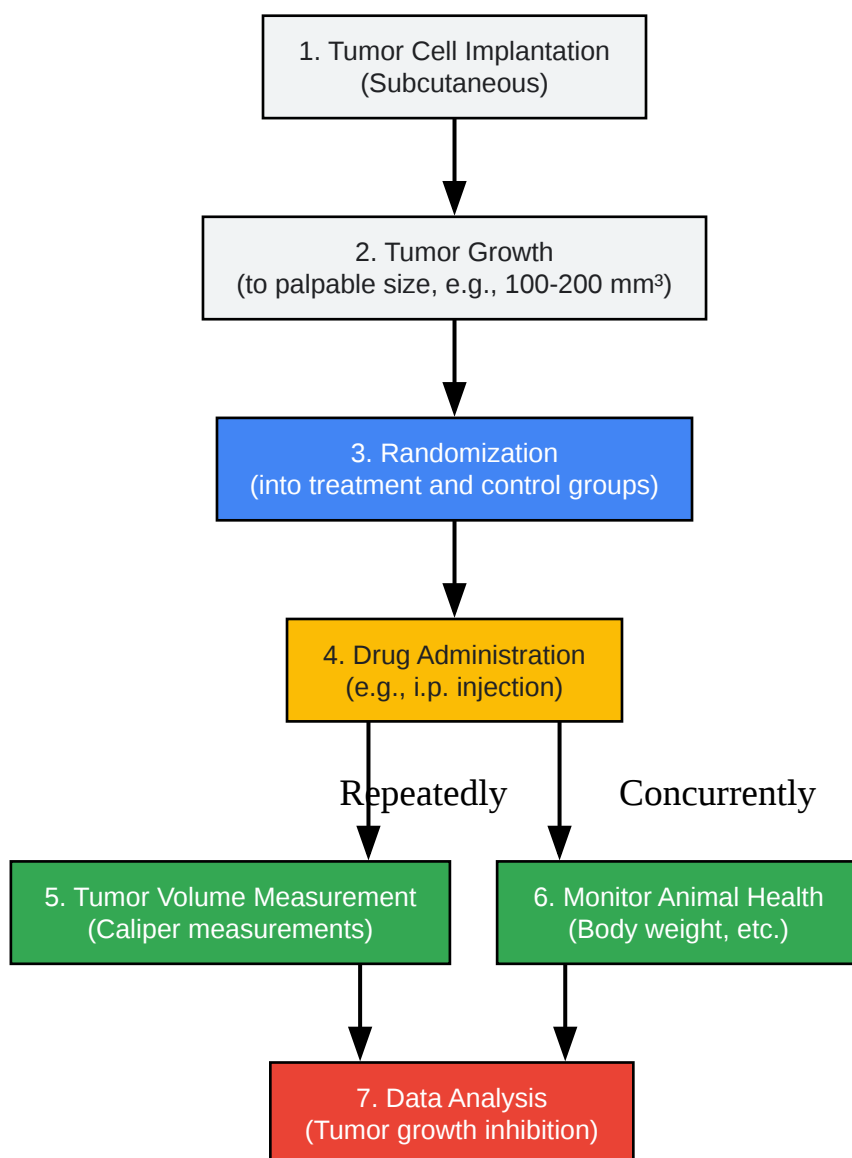 1. Tumor Cell Implantation
(Subcutaneous)
2. Tumor Growth
(to palpable size, e.g., 100-200 mm³)
3. Randomization
(into treatment and control groups)
4. Drug Administration
(e.g., i.p. injection)
Repeatedly
Concurrently
5. Tumor Volume Measurement
(Caliper measurements)
6. Monitor Animal Health
(Body weight, etc.)
7. Data Analysis
(Tumor growth inhibition)